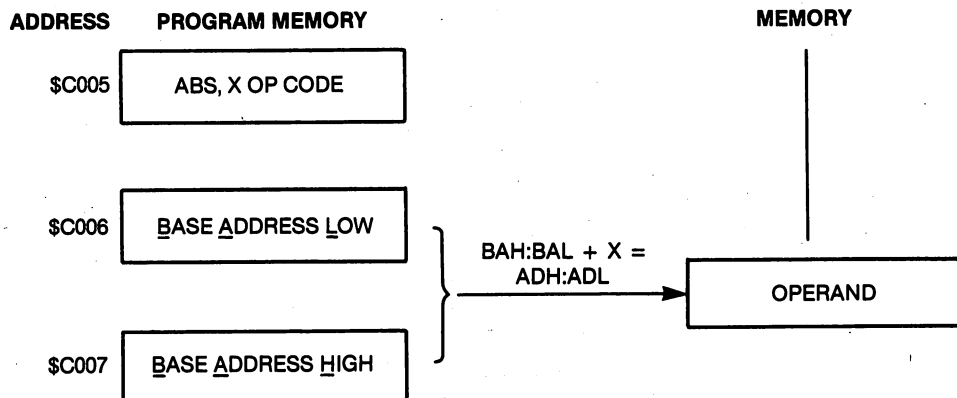 ADDRESS PROGRAM MEMORY MEMORY
$C005 ABS, X OP CODE
$C006 BASE ADDRESS LOW
BAH:BAL + X =
ADH:ADL
OPERAND
$C007 BASE ADDRESS HIGH